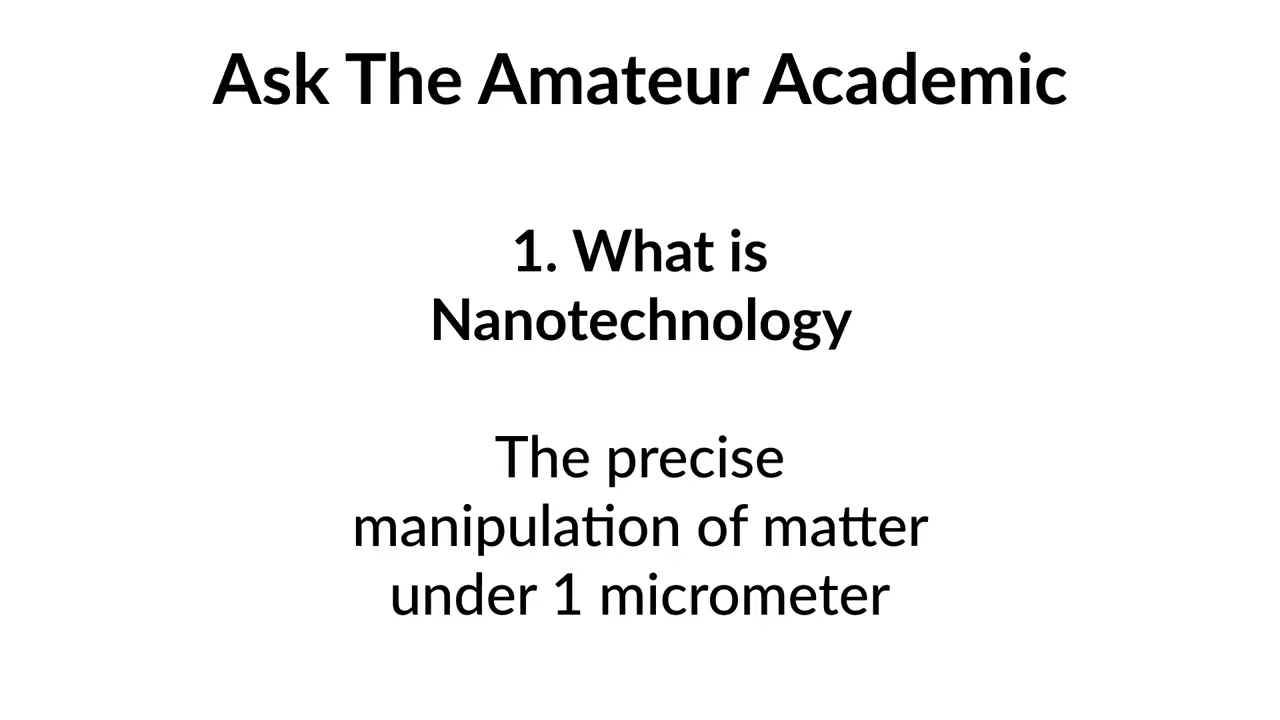 Ask The Amateur Academic
1. What is
Nanotechnology
The precise
manipulation of matter
under 1 micrometer